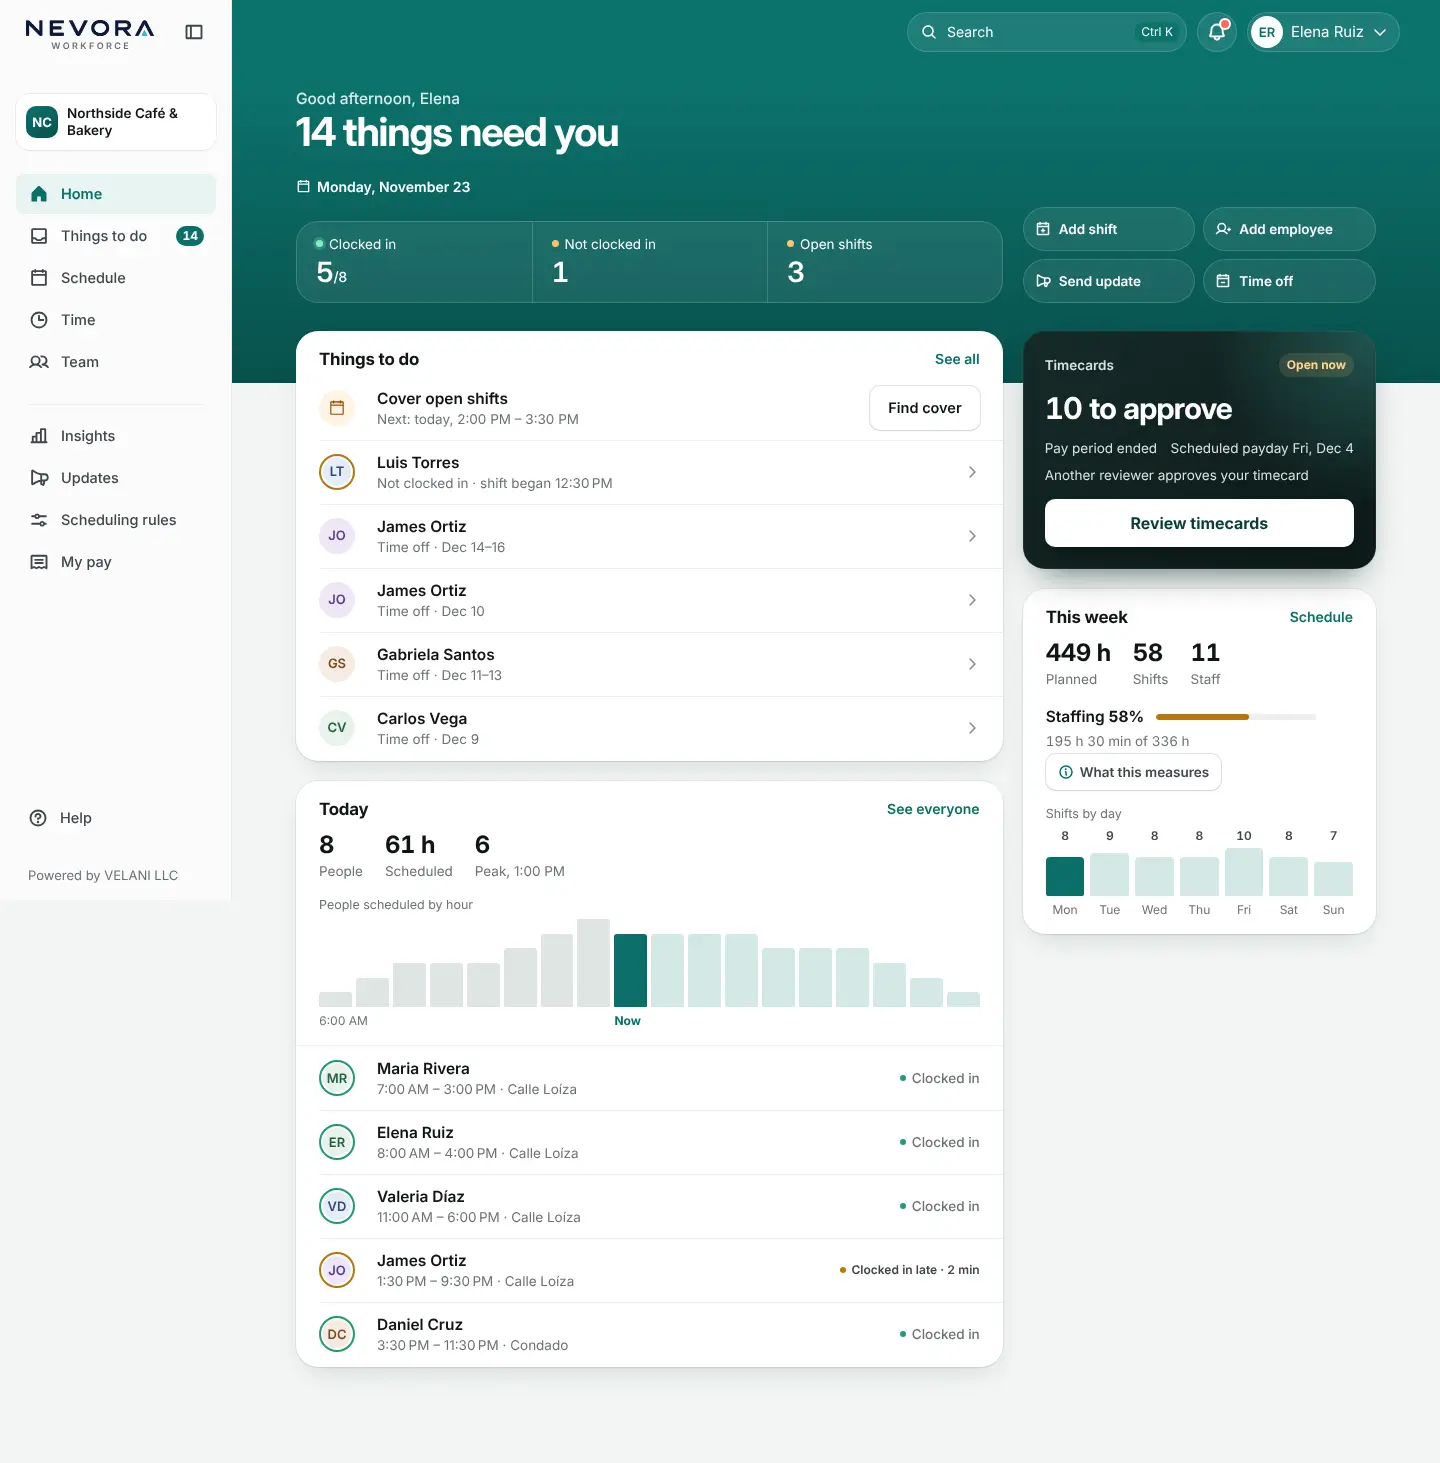 NEVORA
WORKFORCE
NC
Northside Café &
Bakery
Home
Things to do 14
Schedule
Time
Team
Insights
Updates
Scheduling rules
My pay
Help
Powered by VELANI LLC
Search Ctrl K
ER Elena Ruiz
Good afternoon, Elena
14 things need you
Monday, November 23
Clocked in
5/8
Not clocked in
1
Open shifts
3
Add shift
Add employee
Send update
Time off
Things to do See all
Cover open shifts
Next: today, 2:00 PM – 3:30 PM
Find cover
LT Luis Torres
Not clocked in · shift began 12:30 PM
JO James Ortiz
Time off · Dec 14–16
JO James Ortiz
Time off · Dec 10
GS Gabriela Santos
Time off · Dec 11–13
CV Carlos Vega
Time off · Dec 9
Timecards Open now
10 to approve
Pay period ended Scheduled payday Fri, Dec 4
Another reviewer approves your timecard
Review timecards
This week Schedule
449 h 58 11
Planned Shifts Staff
Staffing 58%
195 h 30 min of 336 h
What this measures
Shifts by day
8 9 8 8 10 8 7
Mon Tue Wed Thu Fri Sat Sun
Today See everyone
8 61 h 6
People Scheduled Peak, 1:00 PM
People scheduled by hour
6:00 AM Now
MR Maria Rivera
7:00 AM – 3:00 PM · Calle Loíza
Clocked in
ER Elena Ruiz
8:00 AM – 4:00 PM · Calle Loíza
Clocked in
VD Valeria Díaz
11:00 AM – 6:00 PM · Calle Loíza
Clocked in
JO James Ortiz
1:30 PM – 9:30 PM · Calle Loíza
Clocked in late · 2 min
DC Daniel Cruz
3:30 PM – 11:30 PM · Condado
Clocked in